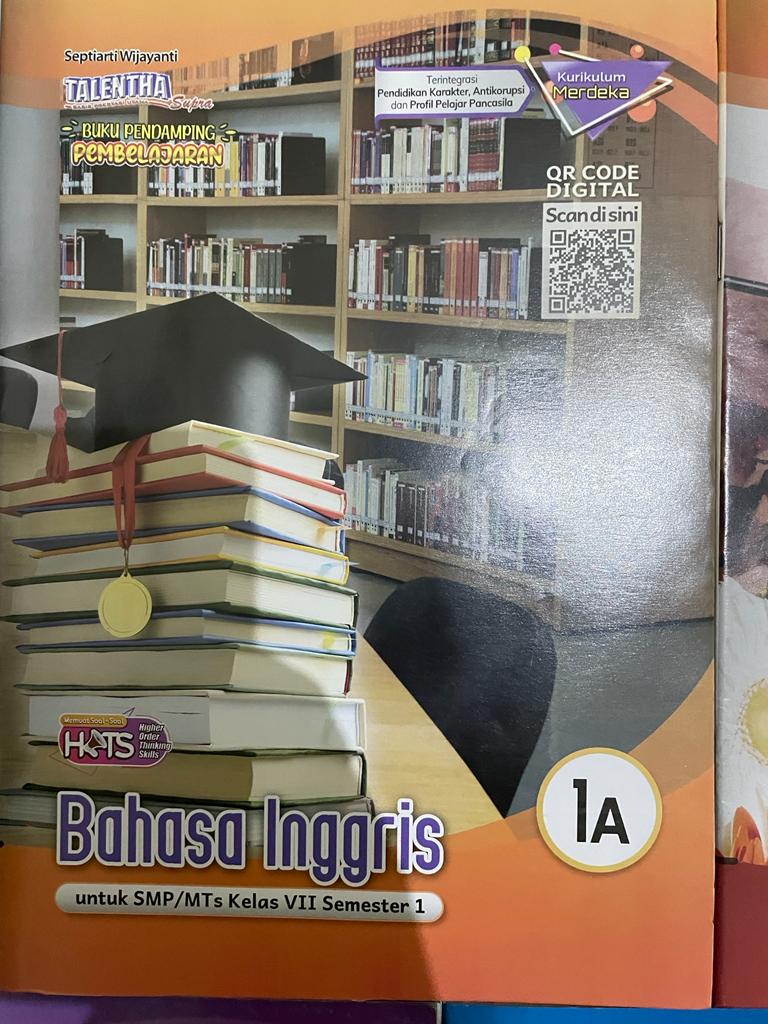 Septiarti Wijayanti
TALENTHA
Supra
BUKU PENDAMPING
PEMBELAJARAN
Terintegrasi
Pendidikan Karakter, Antikorupsi
dan Profil Pelajar Pancasila
Kurikulum
Merdeka
QR CODE
DIGITAL
Scan di sini
Memuat Soal-Soal
HOTS
Higher
Order
Thinking
Skills
Bahasa Inggris
1A
untuk SMP/MTs Kelas VII Semester 1